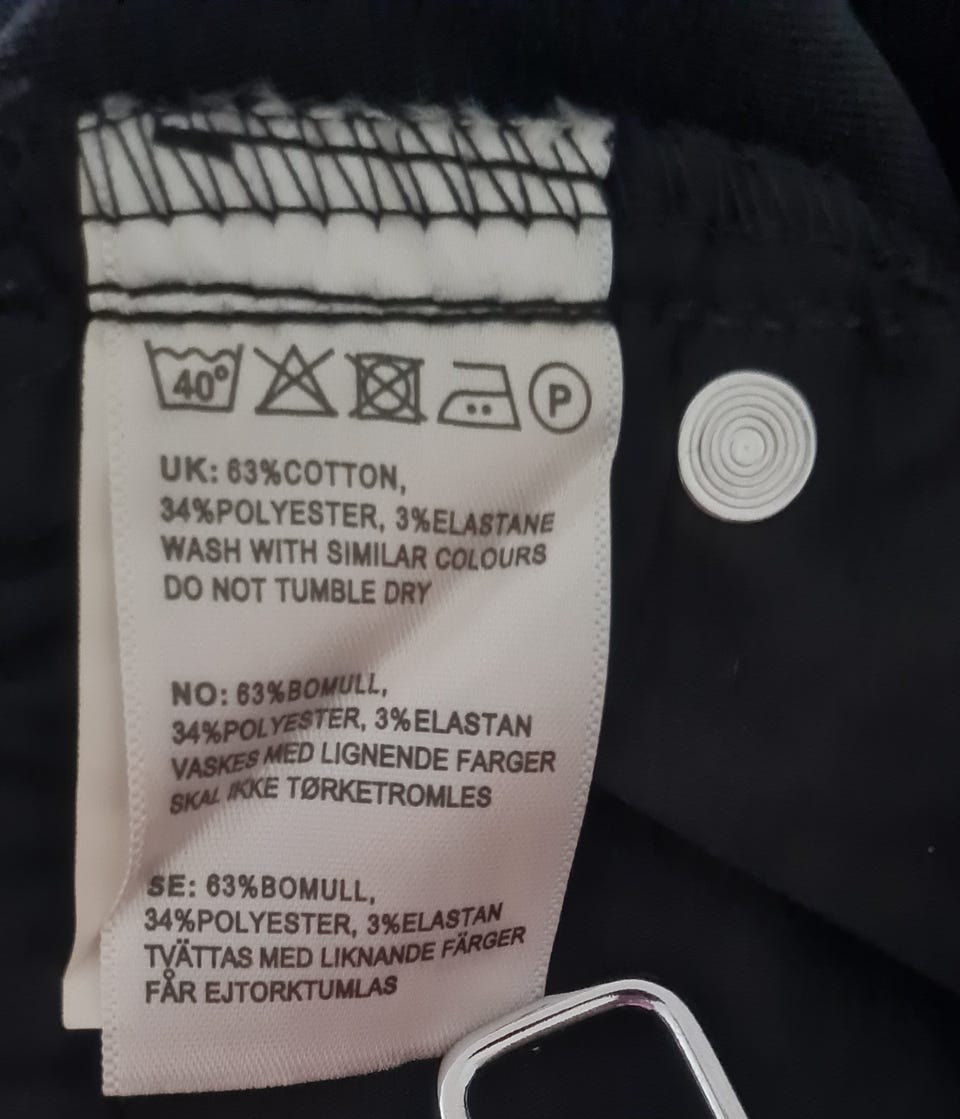 40°
P
UK: 63%COTTON,
34%POLYESTER, 3%ELASTANE
WASH WITH SIMILAR COLOURS
DO NOT TUMBLE DRY
NO: 63%BOMULL,
34%POLYESTER, 3%ELASTAN
VASKES MED LIGNENDE FARGER
SKAL IKKE TØRKETROMLES
SE: 63%BOMULL,
34%POLYESTER, 3%ELASTAN
TVÄTTAS MED LIKNANDE FÄRGER
FÅR EJTORKTUMLAS